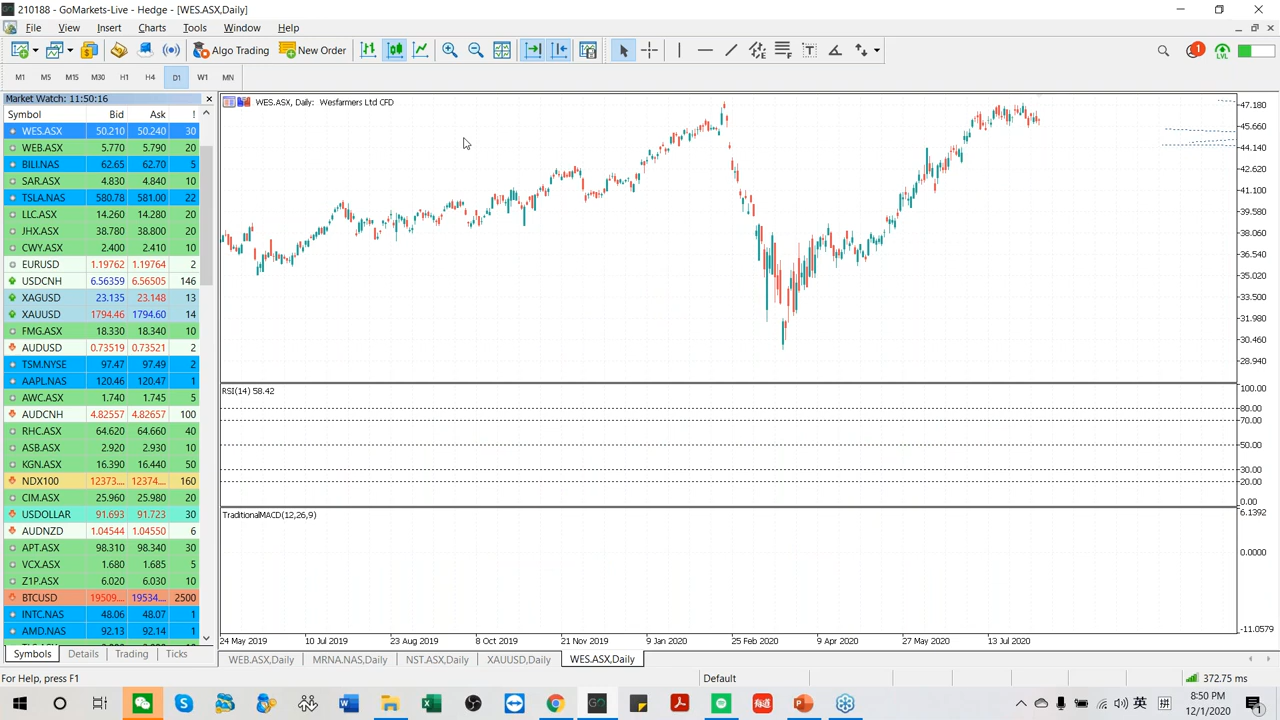 210188 - GoMarkets-Live - Hedge - [WES.ASX,Daily]
File View Insert Charts Tools Window Help
Algo Trading New Order 1 LVL
M1 M5 M15 M30 H1 H4 D1 W1 MN
Market Watch: 11:50:16
Symbol Bid Ask !
WES.ASX 50.210 50.240 30
WEB.ASX 5.770 5.790 20
BILI.NAS 62.65 62.70 5
SAR.ASX 4.830 4.840 10
TSLA.NAS 580.78 581.00 22
LLC.ASX 14.260 14.280 20
JHX.ASX 38.780 38.800 20
CWY.ASX 2.400 2.410 10
EURUSD 1.19762 1.19764 2
USDCNH 6.56359 6.56505 146
XAGUSD 23.135 23.148 13
XAUUSD 1794.46 1794.60 14
FMG.ASX 18.330 18.340 10
AUDUSD 0.73519 0.73521 2
TSM.NYSE 97.47 97.49 2
AAPL.NAS 120.46 120.47 1
AWC.ASX 1.740 1.745 5
AUDCNH 4.82557 4.82657 100
RHC.ASX 64.620 64.660 40
ASB.ASX 2.920 2.930 10
KGN.ASX 16.390 16.440 50
NDX100 12373.... 12374.... 160
CIM.ASX 25.960 25.980 20
USDOLLAR 91.693 91.723 30
AUDNZD 1.04544 1.04550 6
APT.ASX 98.310 98.340 30
VCX.ASX 1.680 1.685 5
Z1P.ASX 6.020 6.030 10
BTCUSD 19509.... 19534.... 2500
INTC.NAS 48.06 48.07 1
AMD.NAS 92.13 92.14 1
Symbols Details Trading Ticks
WES.ASX, Daily: Wesfarmers Ltd CFD
47.180
45.660
44.140
42.620
41.100
39.580
38.060
36.540
35.020
33.500
31.980
30.460
28.940
RSI(14) 58.42
100.00
80.00
70.00
50.00
30.00
20.00
0.00
TraditionalMACD(12,26,9)
6.1392
0.0000
-11.0579
24 May 2019 10 Jul 2019 23 Aug 2019 8 Oct 2019 21 Nov 2019 9 Jan 2020 25 Feb 2020 9 Apr 2020 27 May 2020 13 Jul 2020
WEB.ASX,Daily MRNA.NAS,Daily NST.ASX,Daily XAUUSD,Daily WES.ASX,Daily
For Help, press F1 Default 372.75 ms
英 拼 8:50 PM
12/1/2020 1